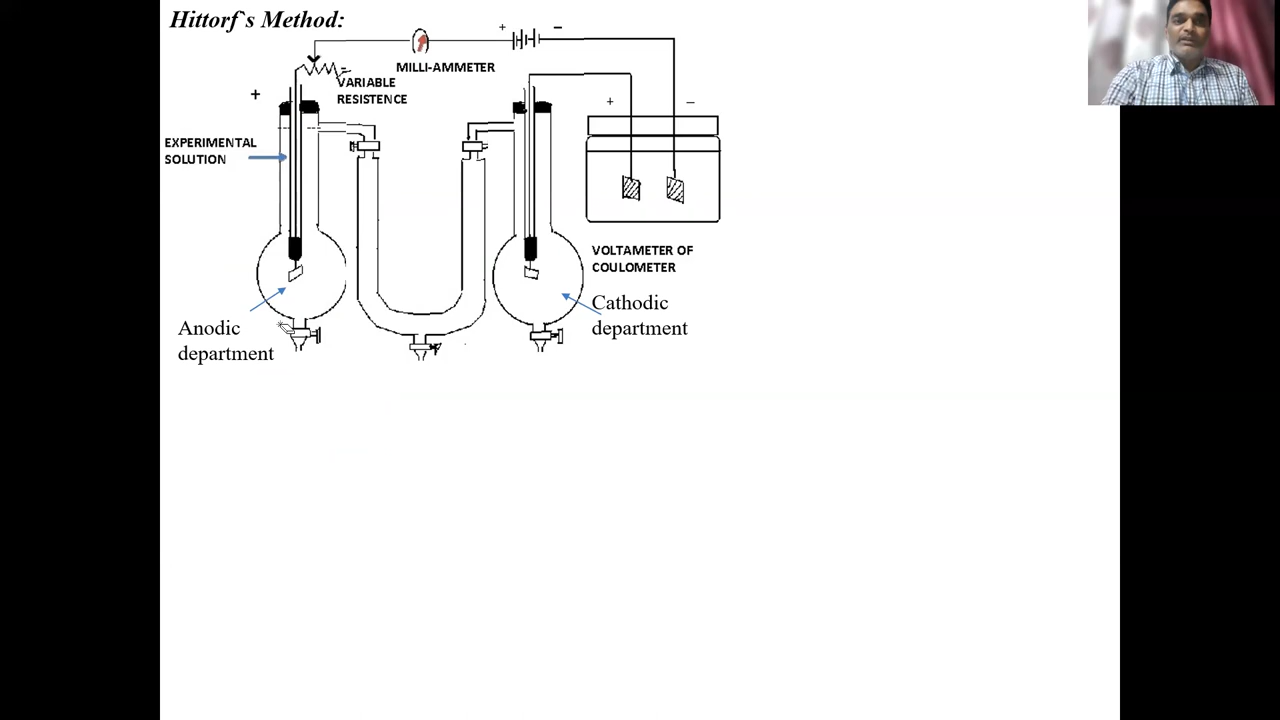 Hittorf`s Method:
+ –
MILLI-AMMETER
VARIABLE
RESISTENCE
+
+ –
EXPERIMENTAL
SOLUTION
VOLTAMETER OF
COULOMETER
Anodic
department
Cathodic
department